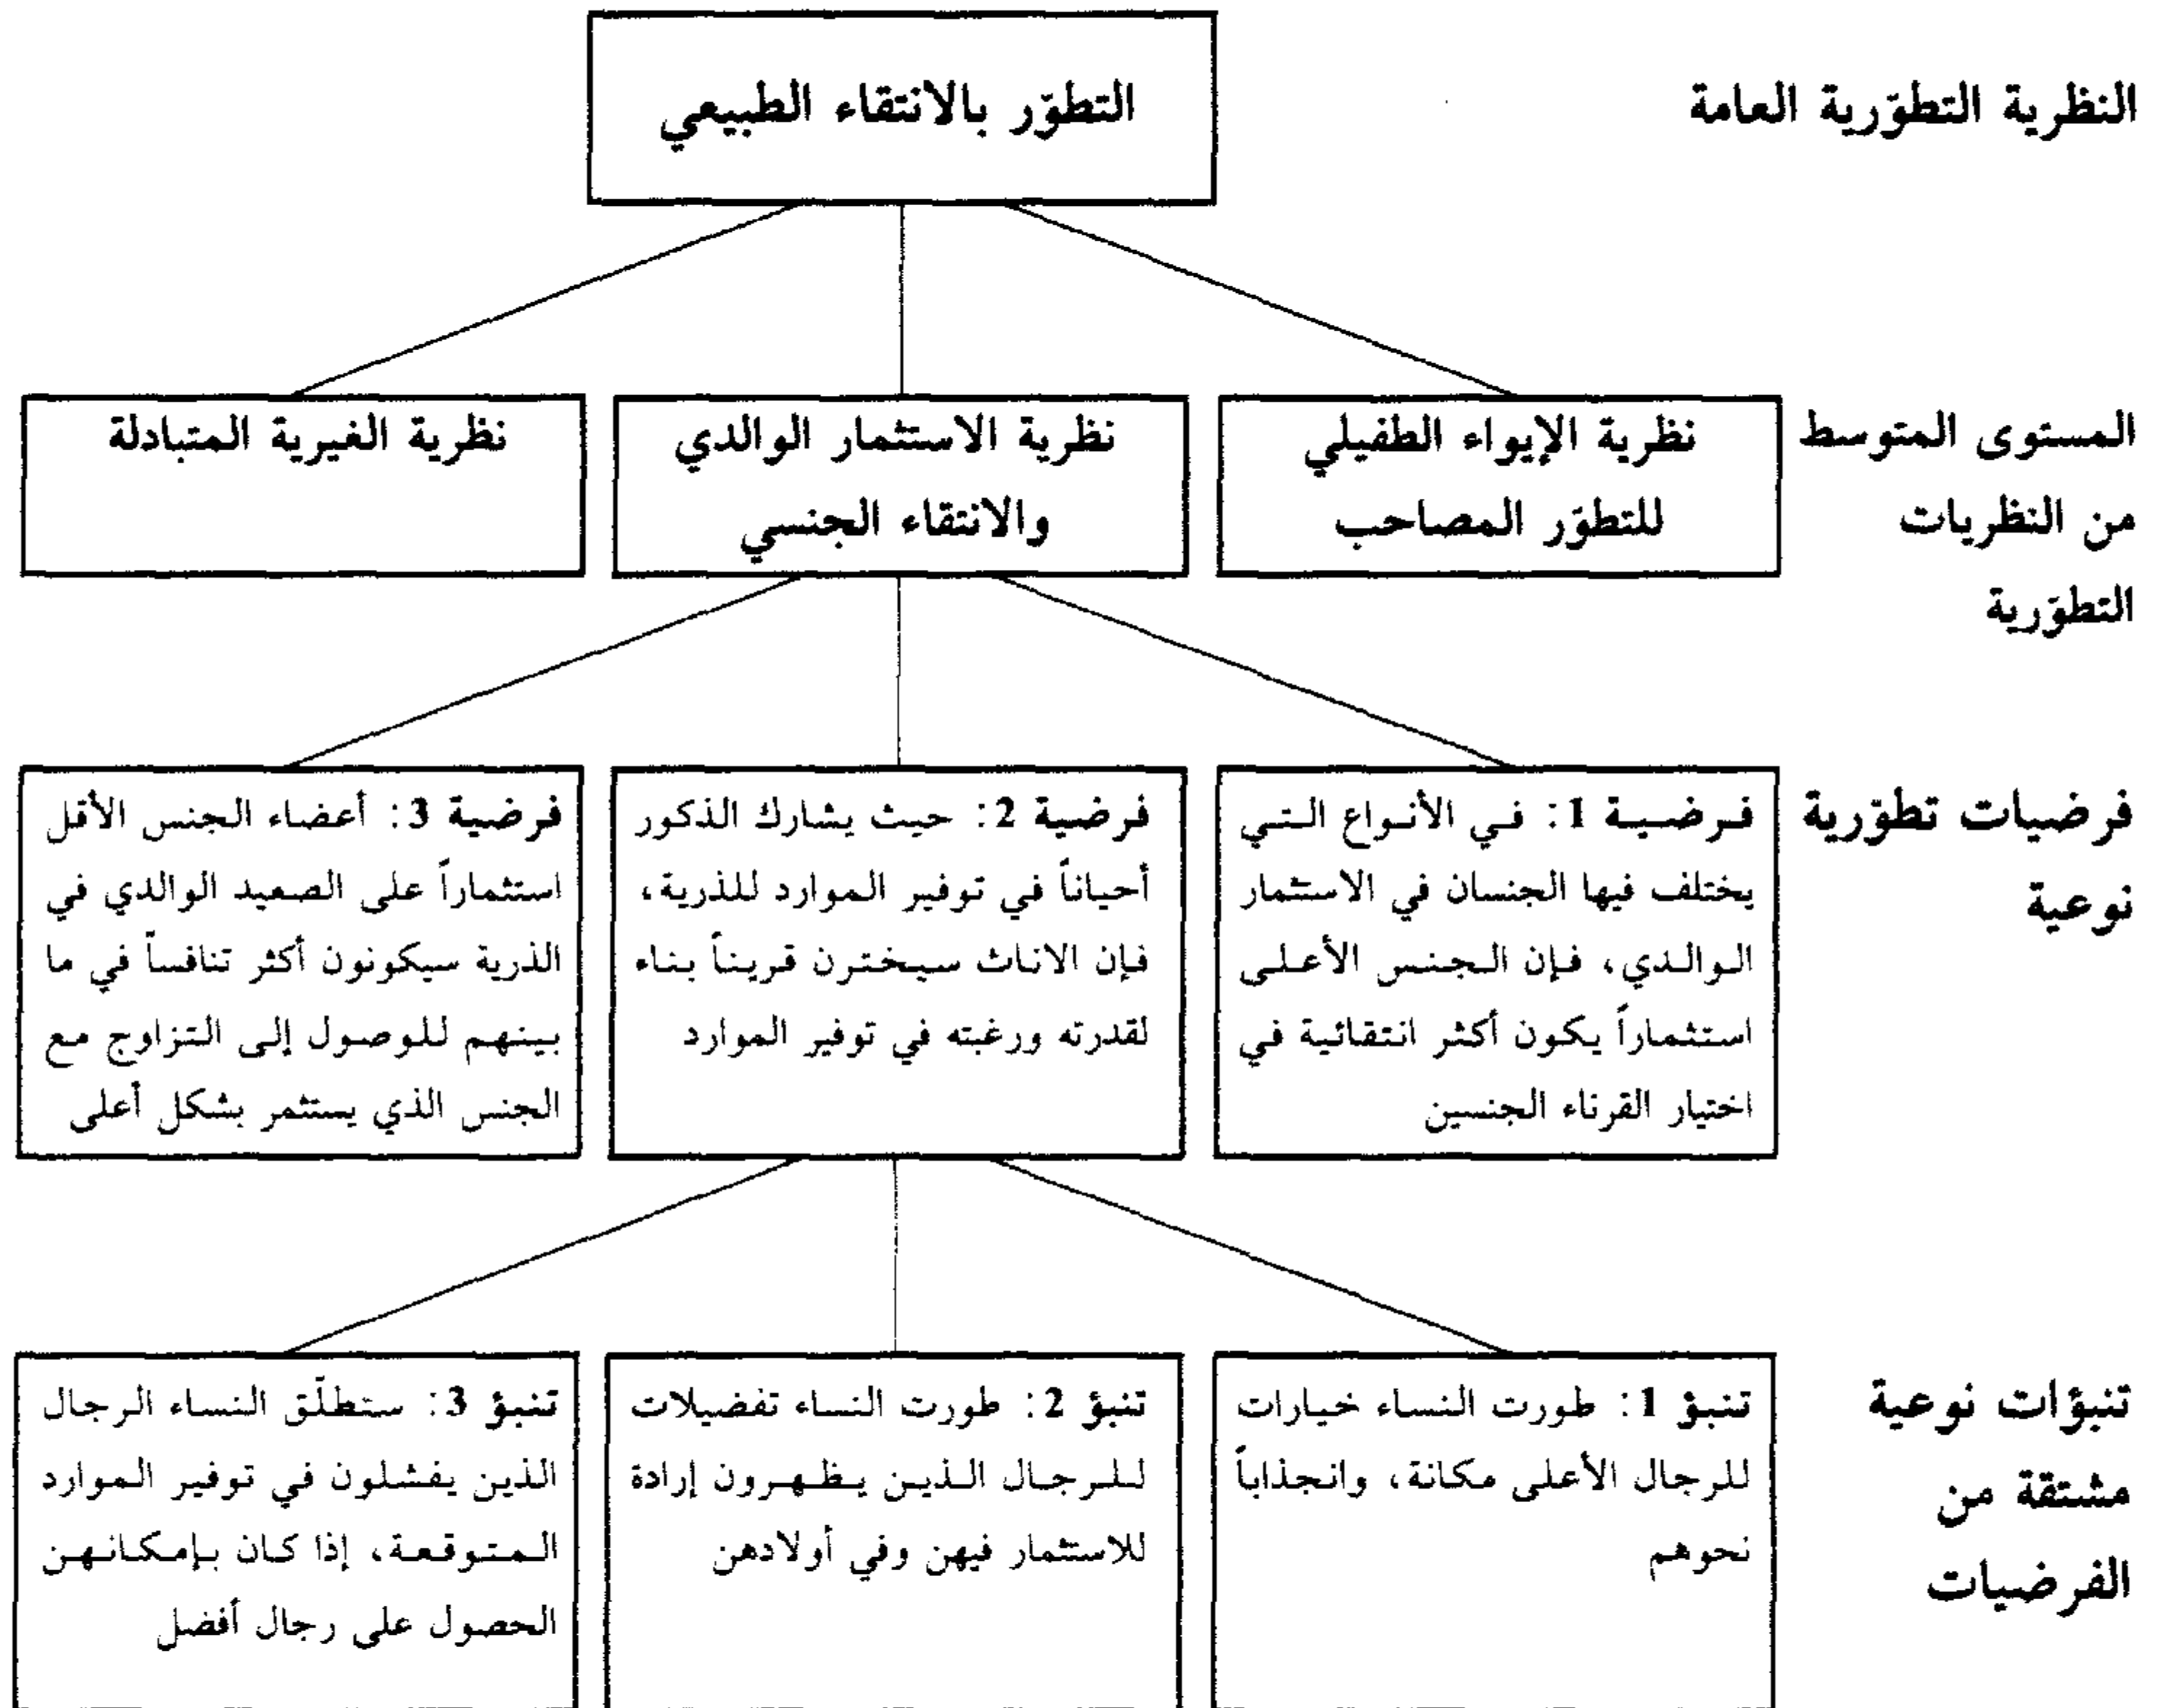 النظرية التطوّرية العامة
التطوّر بالانتقاء الطبيعي
المستوى المتوسط
من النظريات
التطوّرية
نظرية الإيواء الطفيلي
للتطوّر المصاحب
نظرية الاستثمار الوالدي
والانتقاء الجنسي
نظرية الغيرية المتبادلة
فرضيات تطوّرية
نوعية
فرضية 1: في الأنواع التي
يختلف فيها الجنسان في الاستثمار
الوالدي، فإن الجنس الأعلى
استثماراً يكون أكثر انتقائية في
اختيار القرناء الجنسين
فرضية 2: حيث يشارك الذكور
أحياناً في توفير الموارد للذرية،
فإن الاناث سيخترن قريناً بناء
لقدرته ورغبته في توفير الموارد
فرضية 3: أعضاء الجنس الأقل
استثماراً على الصعيد الوالدي في
الذرية سيكونون أكثر تنافساً في ما
بينهم للوصول إلى التزاوج مع
الجنس الذي يستثمر بشكل أعلى
تنبؤات نوعية
مشتقة من
الفرضيات
تنبؤ 1: طورت النساء خيارات
للرجال الأعلى مكانة، وانجذاباً
نحوهم
تنبؤ 2: طورت النساء تفضيلات
للرجال الذين يظهرون إرادة
للاستثمار فيهن وفي أولادهن
تنبؤ 3: ستطلّق النساء الرجال
الذين يفشلون في توفير الموارد
المتوقعة، إذا كان بإمكانهن
الحصول على رجال أفضل